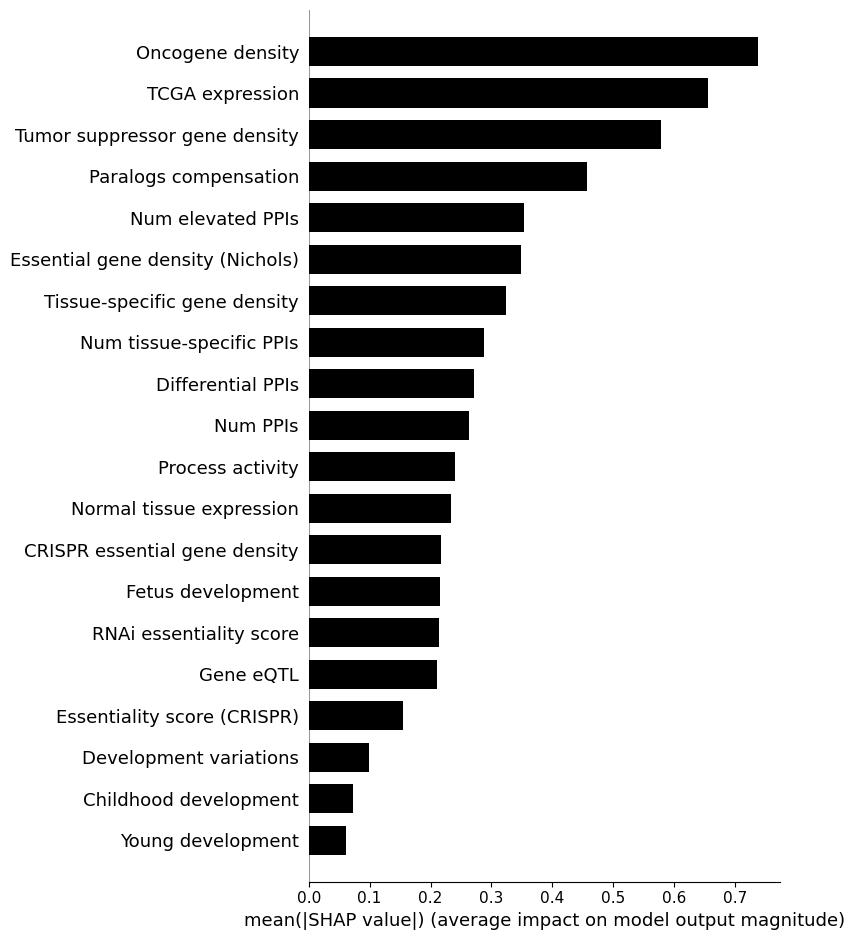 Oncogene density
TCGA expression
Tumor suppressor gene density
Paralogs compensation
Num elevated PPIs
Essential gene density (Nichols)
Tissue-specific gene density
Num tissue-specific PPIs
Differential PPIs
Num PPIs
Process activity
Normal tissue expression
CRISPR essential gene density
Fetus development
RNAi essentiality score
Gene eQTL
Essentiality score (CRISPR)
Development variations
Childhood development
Young development
0.0 0.1 0.2 0.3 0.4 0.5 0.6 0.7
mean(|SHAP value|) (average impact on model output magnitude)